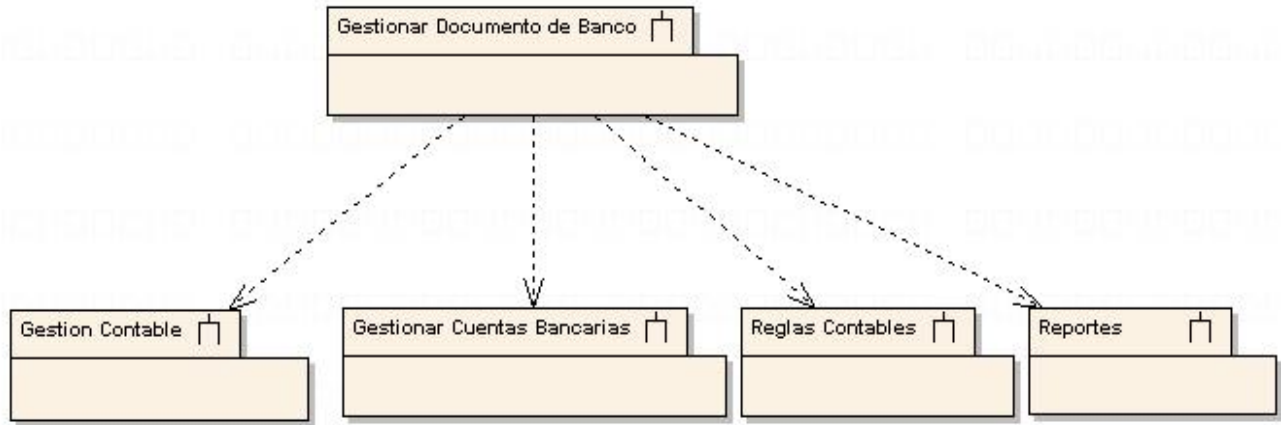 Gestionar Documento de Banco
Gestion Contable
Gestionar Cuentas Bancarias
Reglas Contables
Reportes